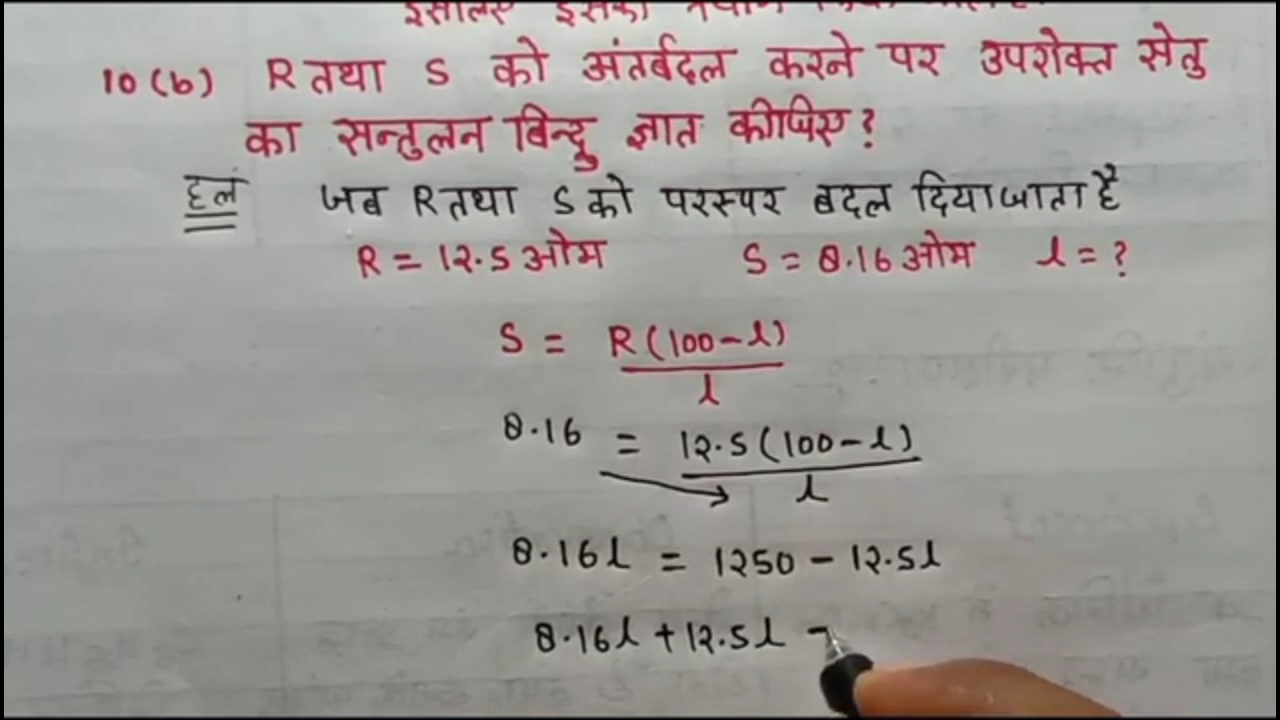 इसका
10 (b) R तथा S को अंतर्बदल करने पर उपरोक्त सेतु
का सन्तुलन बिन्दु ज्ञात कीजिए?
हल जब R तथा S को परस्पर बदल दिया जाता है
R = 12.5 ओम S = 8.16 ओम l = ?
S = R(100-l)
l
8.16 = 12.5(100-l)
l
8.16l = 1250 - 12.5l
8.16l + 12.5l